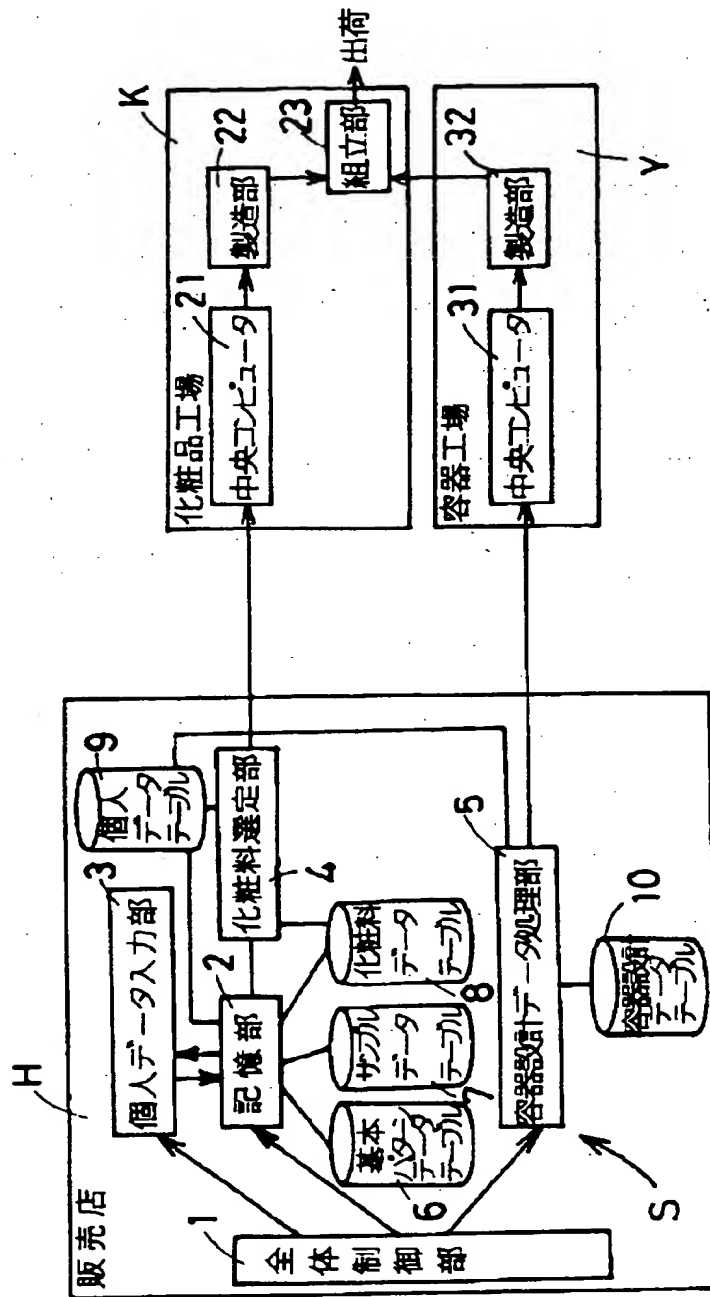 販売店
H
1
全体制御部
3
個人データ入力部
2
記憶部
9
個人
データ
テーブル
化粧料選定部
4
基本
パターン
データ
テーブル
6
サンプル
データ
テーブル
7
化粧料
データ
テーブル
8
5
容器設計データ処理部
10
容器設計
データ
テーブル
S
化粧品工場
K
21
中央コンピュータ
22
製造部
23
組立部
出荷
容器工場
31
中央コンピュータ
32
製造部
Y